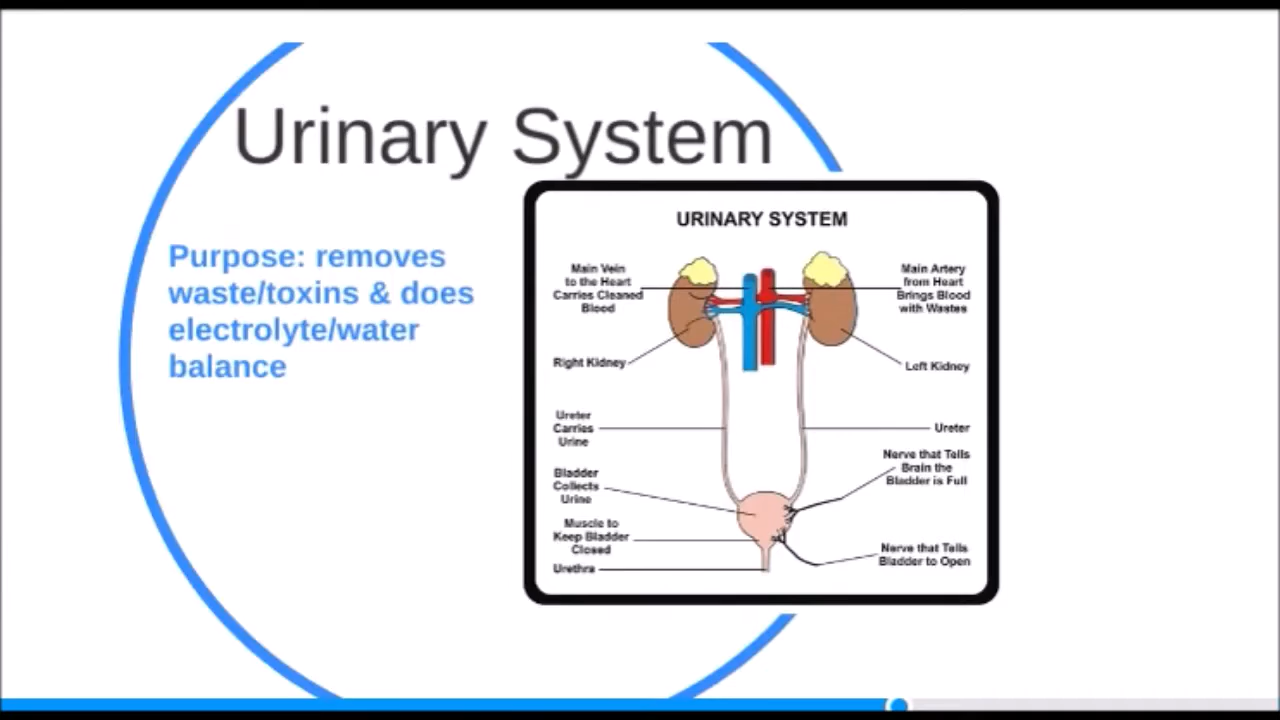 Urinary System
Purpose: removes
waste/toxins & does
electrolyte/water
balance
URINARY SYSTEM
Main Vein
to the Heart
Carries Cleaned
Blood
Main Artery
from Heart
Brings Blood
with Wastes
Right Kidney
Left Kidney
Ureter
Carries
Urine
Ureter
Nerve that Tells
Brain the
Bladder is Full
Bladder
Collects
Urine
Muscle to
Keep Bladder
Closed
Nerve that Tells
Bladder to Open
Urethra